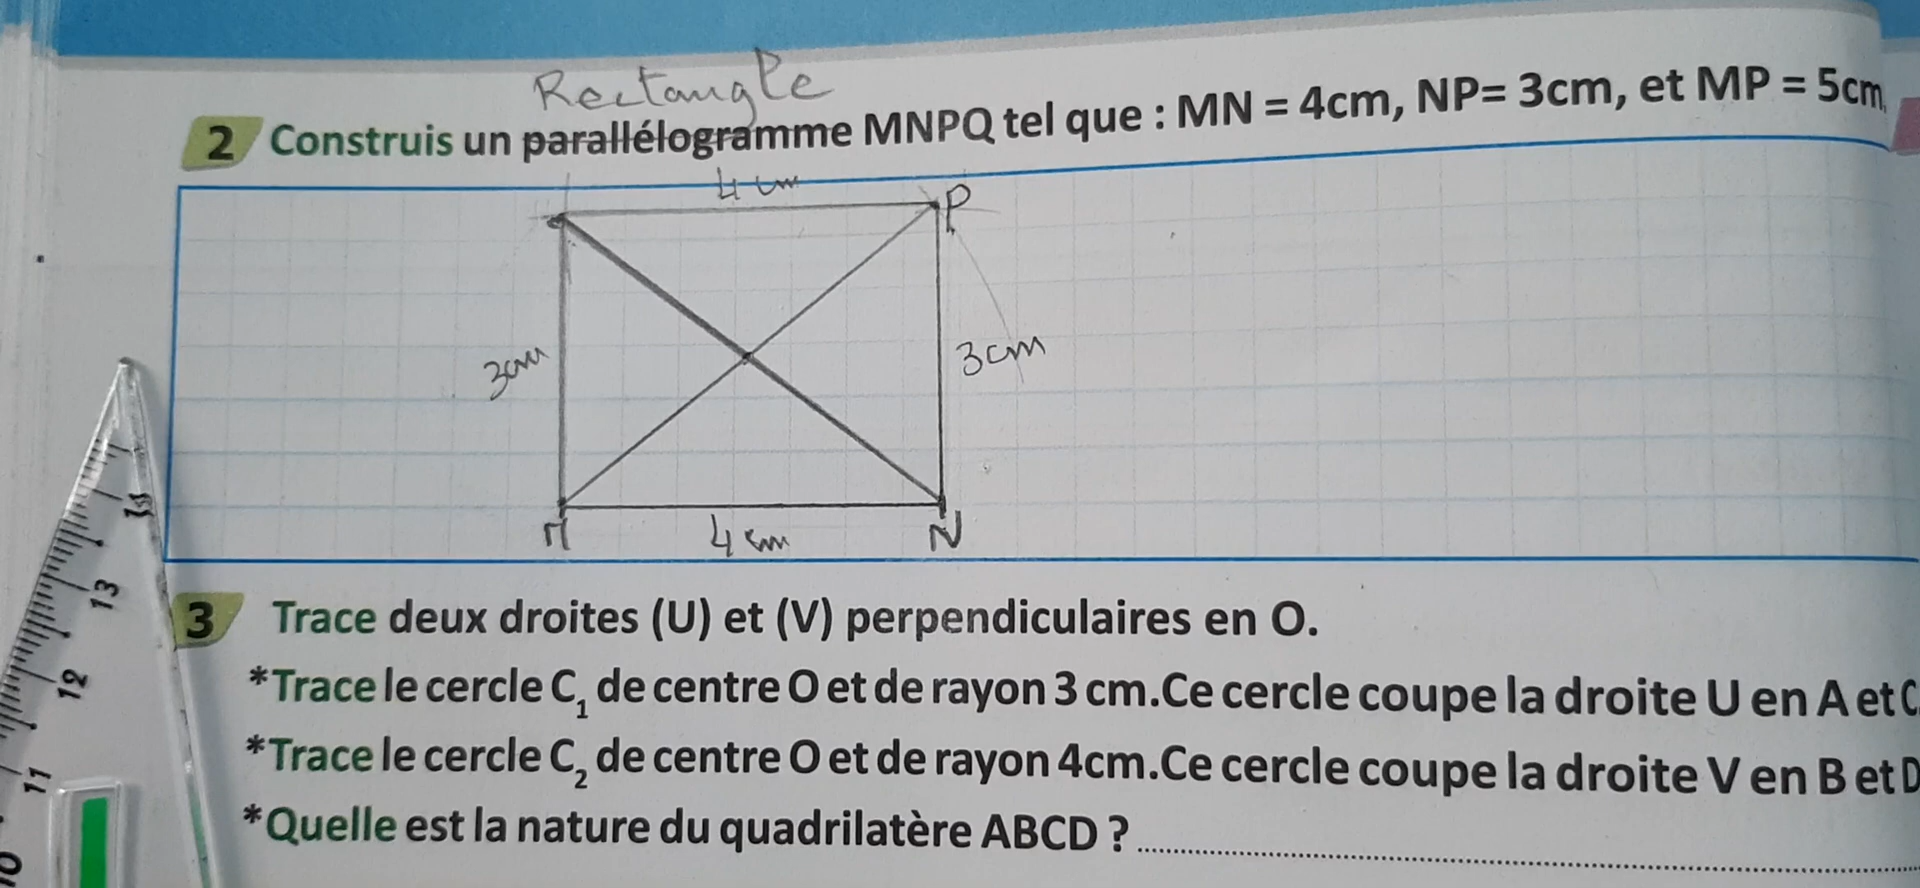 Rectangle
2 Construis un parallélogramme MNPQ tel que : MN = 4cm, NP= 3cm, et MP = 5cm
4 cm
P
3cm
3cm
M 4 cm N
3 Trace deux droites (U) et (V) perpendiculaires en O.
*Trace le cercle C₁ de centre O et de rayon 3 cm.Ce cercle coupe la droite U en A et C
*Trace le cercle C₂ de centre O et de rayon 4cm.Ce cercle coupe la droite V en B et D
*Quelle est la nature du quadrilatère ABCD ?
13
12
11
10